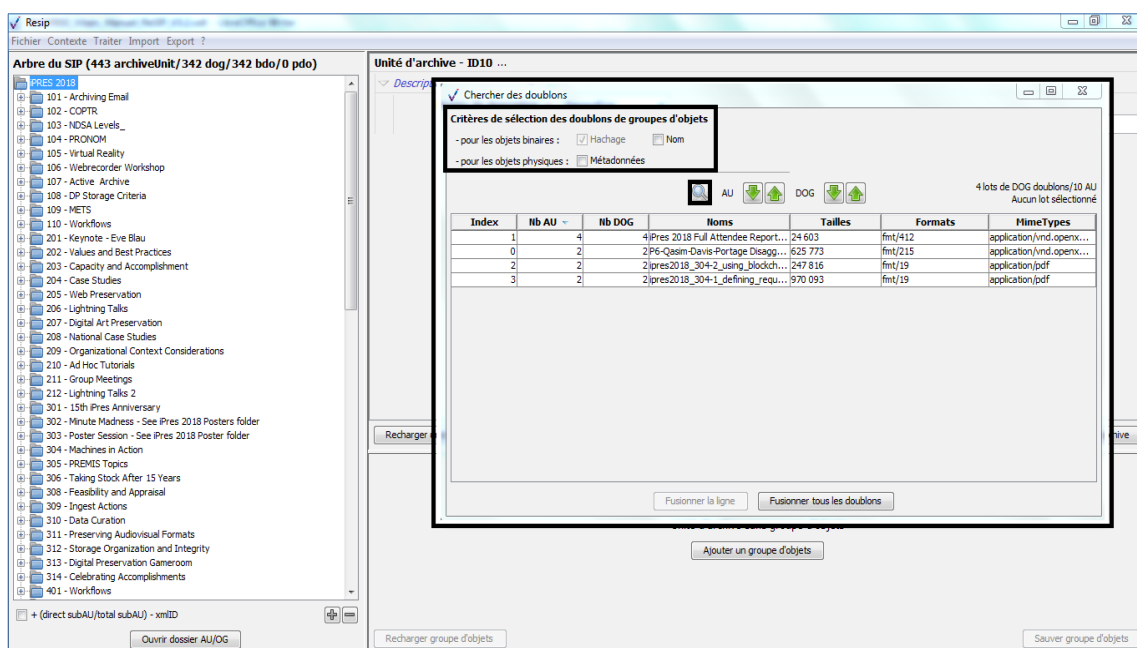 Resip
Fichier Contexte Traiter Import Export ?
Arbre du SIP (443 archiveUnit/342 dog/342 bdo/0 pdo)
iPRES 2018
101 - Archiving Email
102 - COPTR
103 - NDSA Levels_
104 - PRONOM
105 - Virtual Reality
106 - Webrecorder Workshop
107 - Active Archive
108 - DP Storage Criteria
109 - METS
110 - Workflows
201 - Keynote - Eve Blau
202 - Values and Best Practices
203 - Capacity and Accomplishment
204 - Case Studies
205 - Web Preservation
206 - Lightning Talks
207 - Digital Art Preservation
208 - National Case Studies
209 - Organizational Context Considerations
210 - Ad Hoc Tutorials
211 - Group Meetings
212 - Lightning Talks 2
301 - 15th iPres Anniversary
302 - Minute Madness - See iPres 2018 Posters folder
303 - Poster Session - See iPres 2018 Poster folder
304 - Machines in Action
305 - PREMIS Topics
306 - Taking Stock After 15 Years
308 - Feasibility and Appraisal
309 - Ingest Actions
310 - Data Curation
311 - Preserving Audiovisual Formats
312 - Storage Organization and Integrity
313 - Digital Preservation Gameroom
314 - Celebrating Accomplishments
401 - Workflows
+ (direct subAU/total subAU) - xmlID
Ouvrir dossier AU/OG
Unité d'archive - ID10 ...
Descript
Chercher des doublons
Critères de sélection des doublons de groupes d'objets
- pour les objets binaires : Hachage Nom
- pour les objets physiques : Métadonnées
AU DOG
4 lots de DOG doublons/10 AU
Aucun lot sélectionné
Index Nb AU Nb DOG Noms Tailles Formats MimeTypes
1 4 4 iPres 2018 Full Attendee Report... 24 603 fmt/412 application/vnd.openx...
0 2 2 P6-Qasim-Davis-Portage Disagg... 625 773 fmt/215 application/vnd.openx...
2 2 2 ipres2018_304-2_using_blockch... 247 816 fmt/19 application/pdf
3 2 2 ipres2018_304-1_defining_requ... 970 093 fmt/19 application/pdf
Fusionner la ligne Fusionner tous les doublons
Recharger
hive
Ajouter un groupe d'objets
Recharger groupe d'objets Sauver groupe d'objets